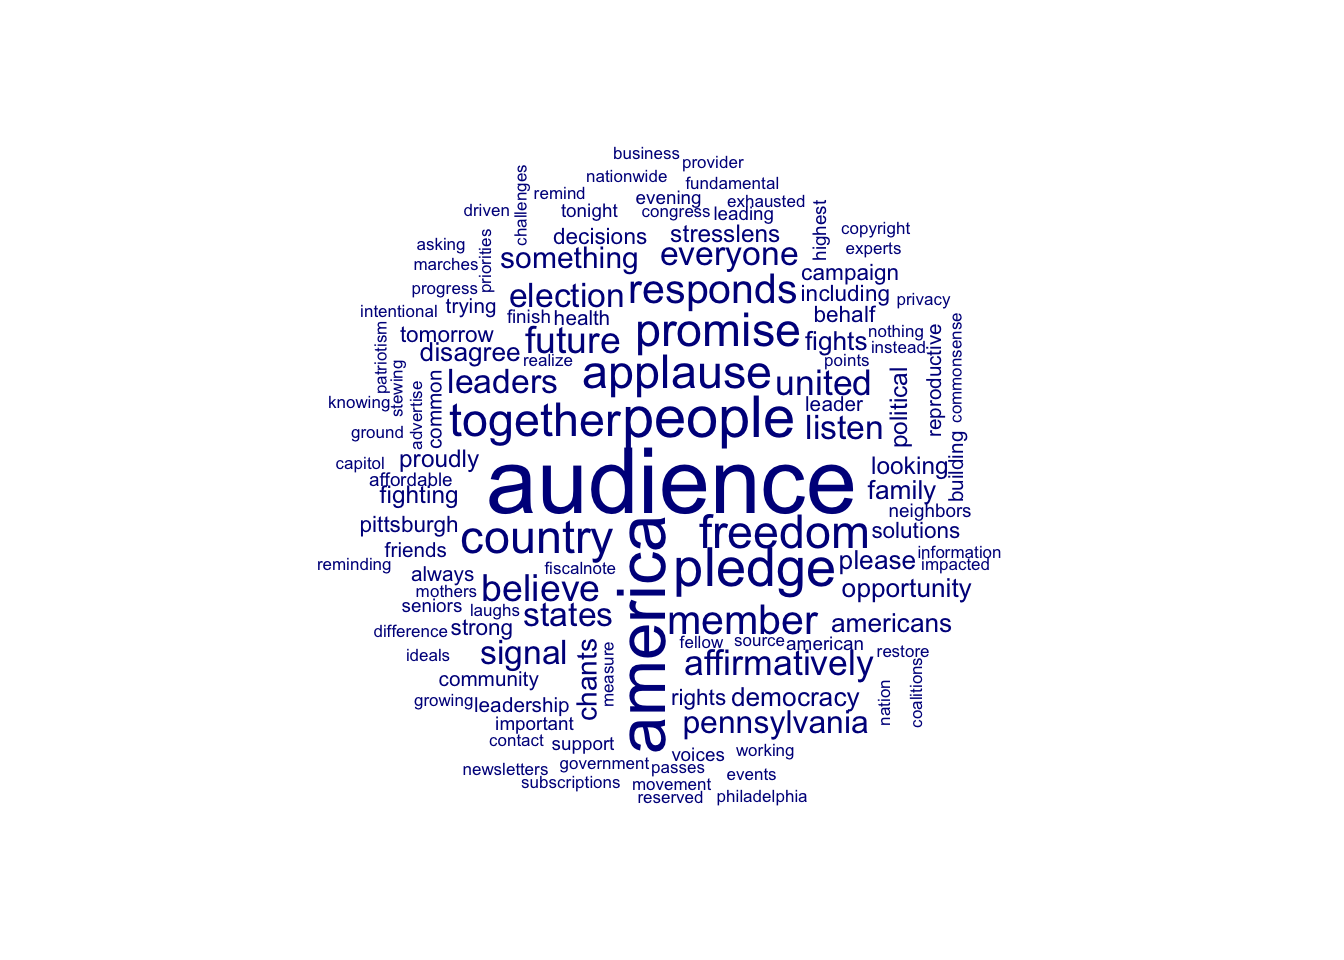 business
provider
nationwide
fundamental
challenges
remind
evening
exhausted
driven
tonight
congress
leading
highest
copyright
asking
decisions
stresslens
experts
priorities
marches
something
everyone
campaign
progress
election
responds
including
privacy
intentional
trying
finish
health
behalf
tomorrow
future
promise
fights
nothing
instead
reproductive
commonsense
patriotism
disagree
realize
points
stewing
leaders
applause
united
knowing
advertise
common
together
people
leader
listen
political
ground
capitol
proudly
audience
looking
building
affordable
fighting
family
neighbors
pittsburgh
country
freedom
solutions
friends
reminding
fiscalnote
please
information
impacted
always
pledge
mothers
believe
america
opportunity
seniors
laughs
states
member
americans
difference
strong
fellow
source
american
restore
ideals
signal
chants
measure
affirmatively
community
coalitions
growing
leadership
rights
democracy
nation
important
pennsylvania
contact
support
voices
working
newsletters
government
passes
subscriptions
movement
events
reserved
philadelphia